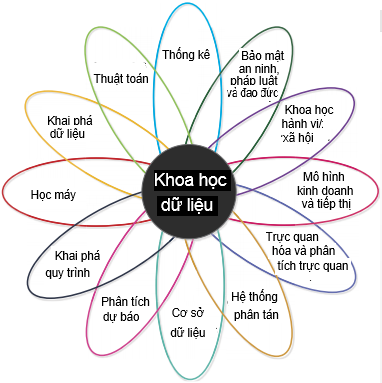 Thống kê
Bảo mật
an ninh,
pháp luật
và đao đức
Khoa học
hành vi/
xã hội
Mô hình
kinh doanh
và tiếp thị
Trực quan
hóa và phân
tích trực quan
Hệ thống
phân tán
Cơ sở
dữ liệu
Phân tích
dự báo
Khai phá
quy trình
Học máy
Khai phá
dữ liệu
Thuật toán
Khoa học
dữ liệu